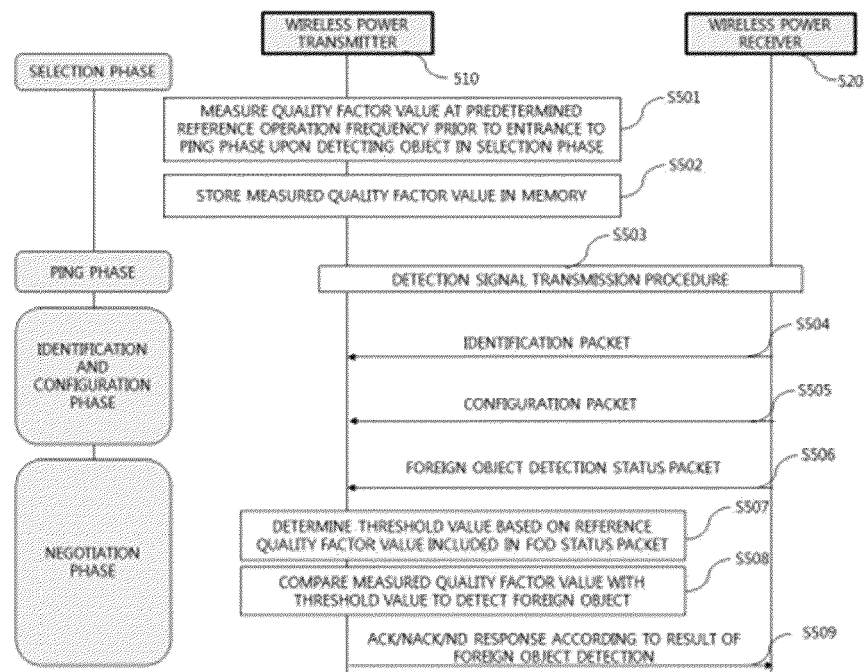 WIRELESS POWER
TRANSMITTER
WIRELESS POWER
RECEIVER
510
520
SELECTION PHASE
S501
MEASURE QUALITY FACTOR VALUE AT PREDETERMINED
REFERENCE OPERATION FREQUENCY PRIOR TO ENTRANCE TO
PING PHASE UPON DETECTING OBJECT IN SELECTION PHASE
S502
STORE MEASURED QUALITY FACTOR VALUE IN MEMORY
S503
PING PHASE
DETECTION SIGNAL TRANSMISSION PROCEDURE
S504
IDENTIFICATION
AND
CONFIGURATION
PHASE
IDENTIFICATION PACKET
S505
CONFIGURATION PACKET
S506
FOREIGN OBJECT DETECTION STATUS PACKET
S507
NEGOTIATION
PHASE
DETERMINE THRESHOLD VALUE BASED ON REFERENCE
QUALITY FACTOR VALUE INCLUDED IN FOD STATUS PACKET
S508
COMPARE MEASURED QUALITY FACTOR VALUE WITH
THRESHOLD VALUE TO DETECT FOREIGN OBJECT
S509
ACK/NACK/ND RESPONSE ACCORDING TO RESULT OF
FOREIGN OBJECT DETECTION